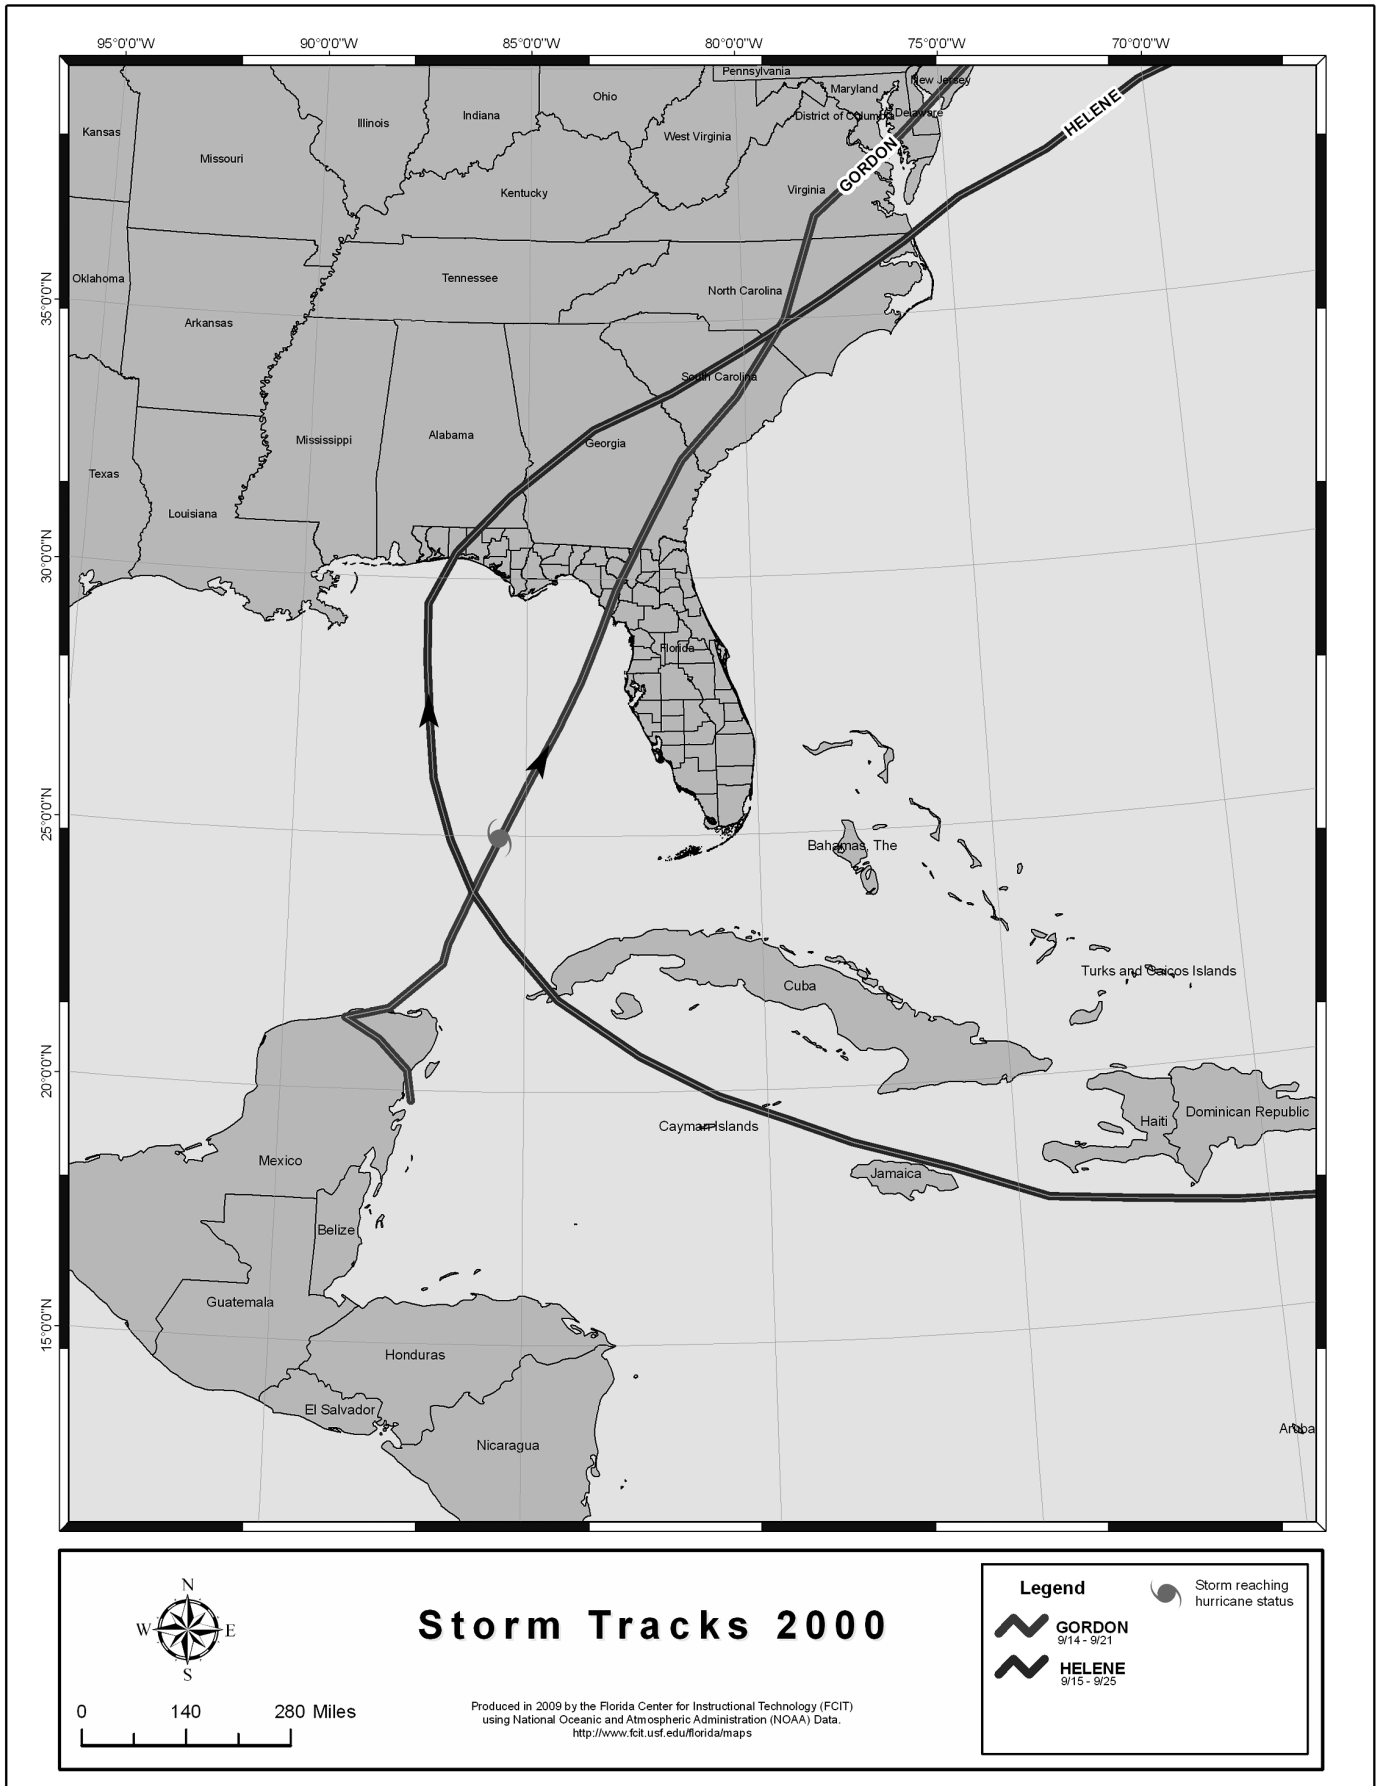 95°0'0"W 90°0'0"W 85°0'0"W 80°0'0"W 75°0'0"W 70°0'0"W
Pennsylvania
New Jersey
Maryland
Ohio
Indiana
Illinois
Kansas
District of Columbia
Delaware
HELENE
West Virginia
Missouri
GORDON
Virginia
Kentucky
Oklahoma
Tennessee
North Carolina
35°0'0"N
Arkansas
South Carolina
Mississippi
Alabama
Georgia
Texas
Louisiana
30°0'0"N
Florida
25°0'0"N
Bahamas, The
Turks and Caicos Islands
Cuba
20°0'0"N
Haiti
Dominican Republic
Cayman Islands
Mexico
Jamaica
Belize
Guatemala
15°0'0"N
Honduras
El Salvador
Aruba
Nicaragua
N
W E
S
0 140 280 Miles
Storm Tracks 2000
Produced in 2009 by the Florida Center for Instructional Technology (FCIT)
using National Oceanic and Atmospheric Administration (NOAA) Data.
http://www.fcit.usf.edu/florida/maps
Legend
GORDON
9/14 - 9/21
HELENE
9/15 - 9/25
Storm reaching
hurricane status